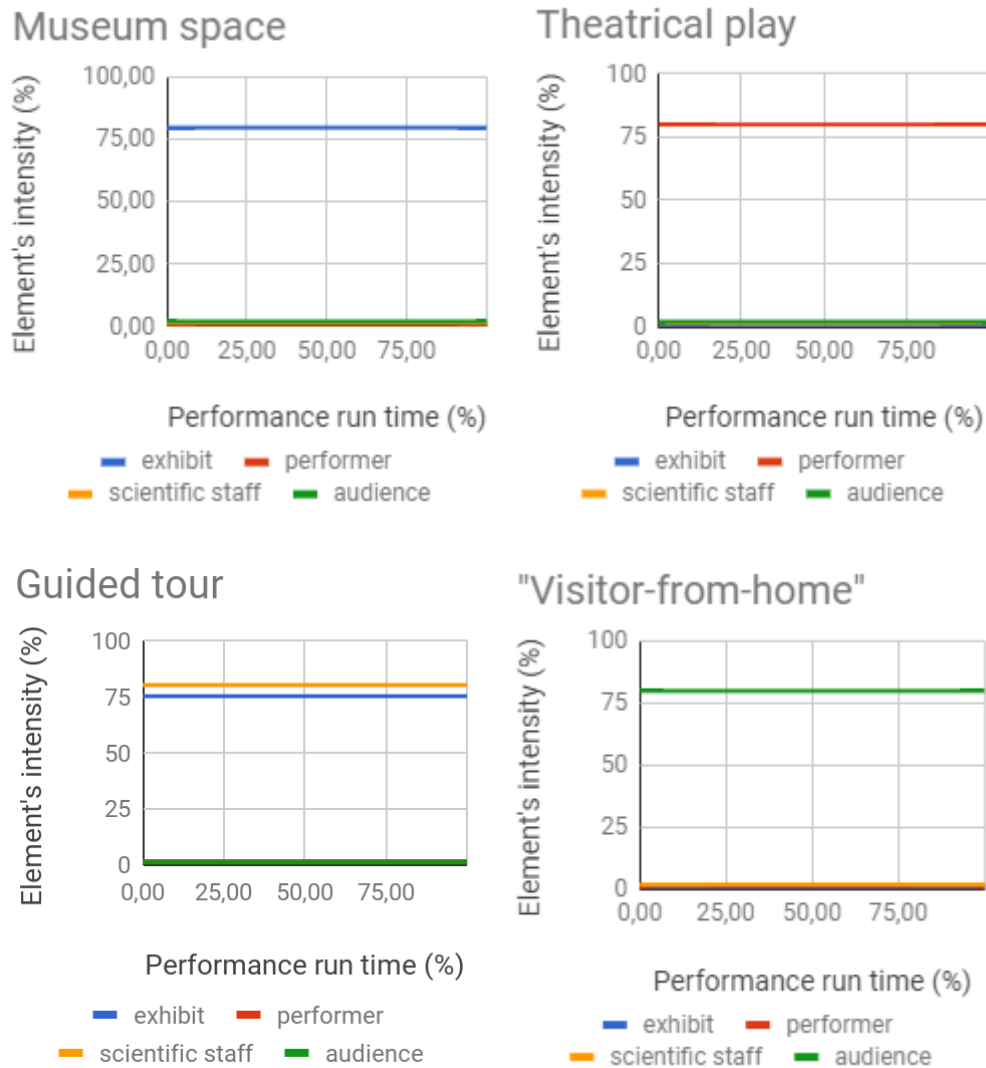 Museum space
Element's intensity (%)
100,00
75,00
50,00
25,00
0,00
0,00 25,00 50,00 75,00
Performance run time (%)
exhibit performer
scientific staff audience
Theatrical play
Element's intensity (%)
100
75
50
25
0
0,00 25,00 50,00 75,00
Performance run time (%)
exhibit performer
scientific staff audience
Guided tour
Element's intensity (%)
100
75
50
25
0
0,00 25,00 50,00 75,00
Performance run time (%)
exhibit performer
scientific staff audience
"Visitor-from-home"
Element's intensity (%)
100
75
50
25
0
0,00 25,00 50,00 75,00
Performance run time (%)
exhibit performer
scientific staff audience